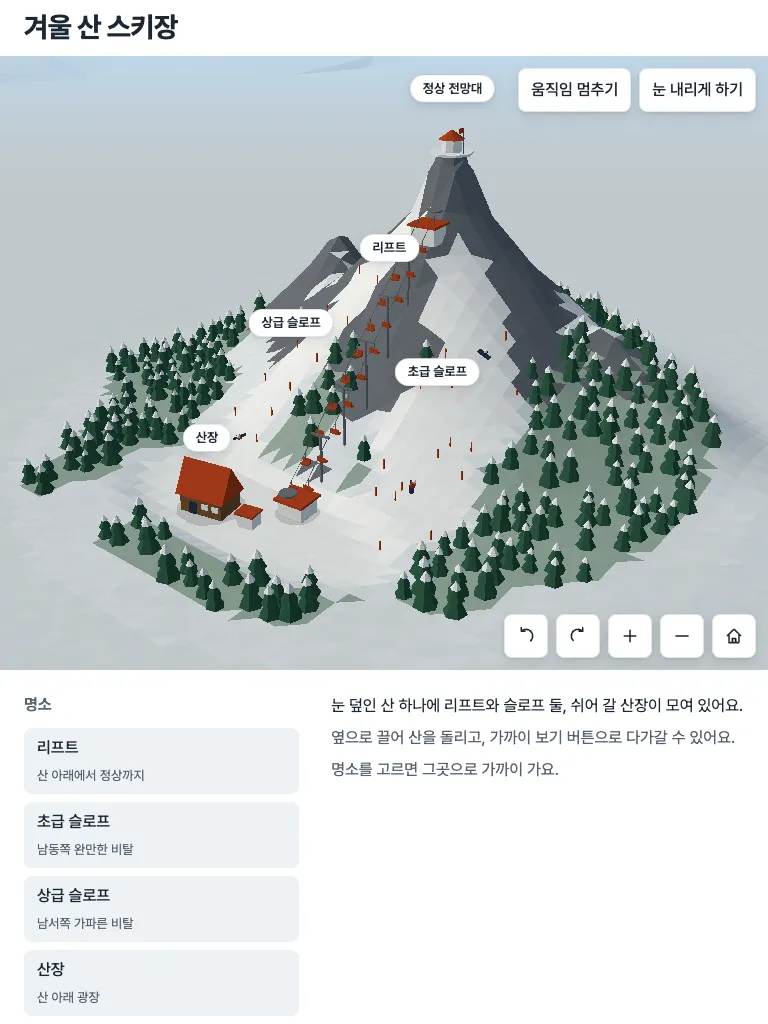 겨울 산 스키장
정상 전망대
움직임 멈추기
눈 내리게 하기
리프트
상급 슬로프
초급 슬로프
산장
명소
리프트
산 아래에서 정상까지
초급 슬로프
남동쪽 완만한 비탈
상급 슬로프
남서쪽 가파른 비탈
산장
산 아래 광장
눈 덮인 산 하나에 리프트와 슬로프 둘, 쉬어 갈 산장이 모여 있어요.
옆으로 끌어 산을 돌리고, 가까이 보기 버튼으로 다가갈 수 있어요.
명소를 고르면 그곳으로 가까이 가요.